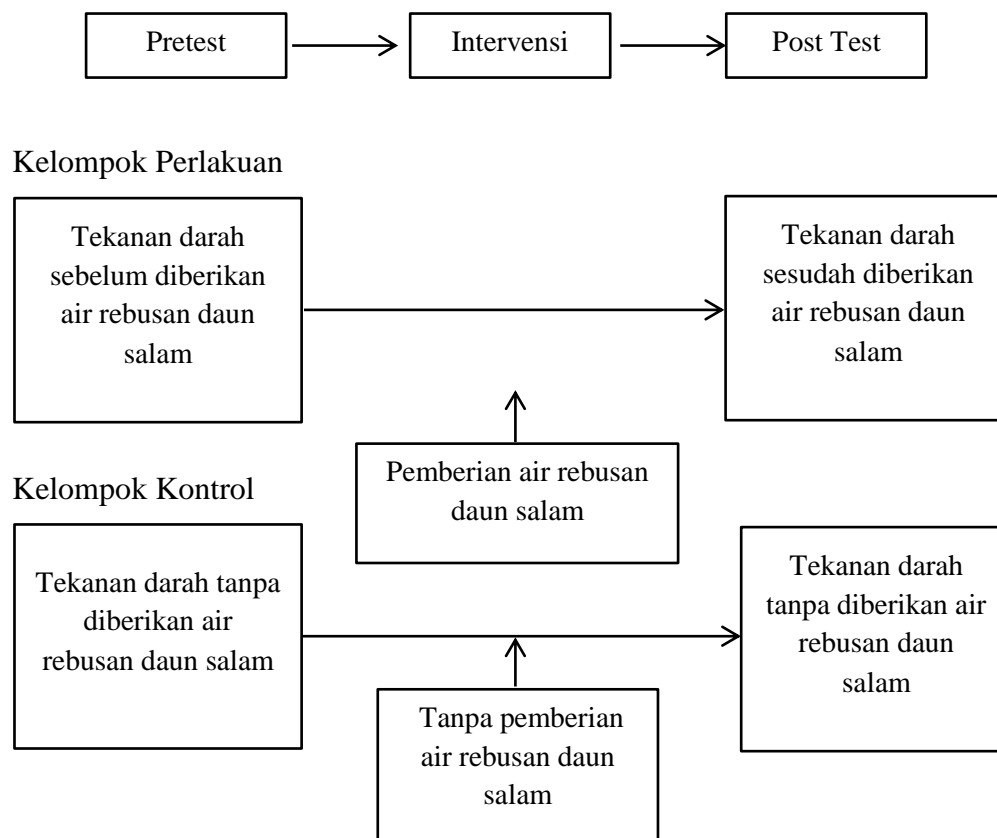 Pretest
Intervensi
Post Test
Kelompok Perlakuan
Tekanan darah
sebelum diberikan
air rebusan daun
salam
Tekanan darah
sesudah diberikan
air rebusan daun
salam
Pemberian air rebusan
daun salam
Kelompok Kontrol
Tekanan darah tanpa
diberikan air
rebusan daun salam
Tekanan darah
tanpa diberikan air
rebusan daun
salam
Tanpa pemberian
air rebusan daun
salam